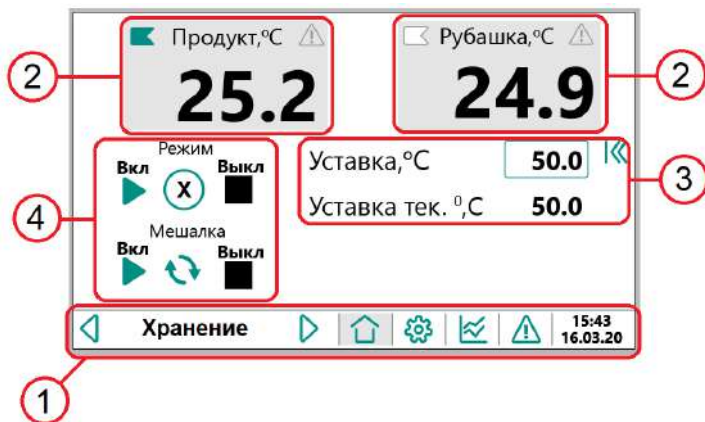 Продукт,°C
Рубашка,°C
2
25.2
24.9
2
Режим
Вкл
X
Выкл
Уставка,°C
50.0
3
4
Уставка тек. ⁰,C
50.0
Мешалка
Вкл
Выкл
Хранение
15:43
16.03.20
1